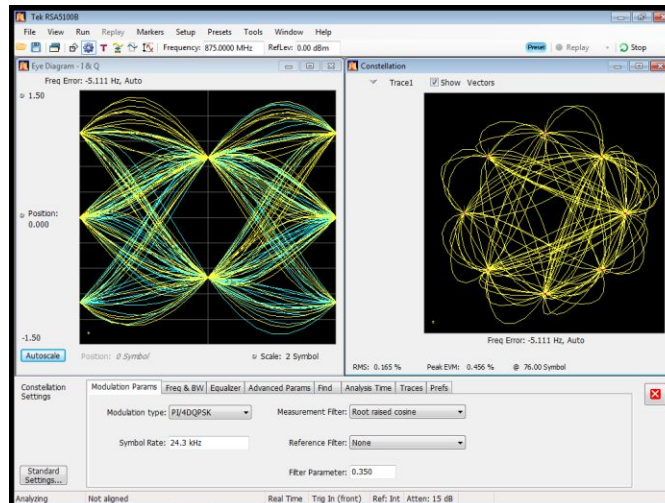 Tek RSA5100B
File View Run Replay Markers Setup Presets Tools Window Help
Frequency: 875.0000 MHz RefLev: 0.00 dBm Preset Replay Stop
Eye Diagram - I & Q
Freq Error: -5.111 Hz, Auto
1.50
Position:
0.000
-1.50
Autoscale Position: 0 Symbol Scale: 2 Symbol
Constellation
Trace1 Show Vectors
Freq Error: -5.111 Hz, Auto
RMS: 0.165 % Peak EVM: 0.456 % @ 76.00 Symbol
Constellation
Settings
Modulation Params Freq & BW Equalizer Advanced Params Find Analysis Time Traces Prefs
Modulation type: PI/4DQPSK Measurement Filter: Root raised cosine
Symbol Rate: 24.3 kHz Reference Filter: None
Filter Parameter: 0.350
Standard
Settings...
Analyzing Not aligned Real Time Trig In (front) Ref: Int Atten: 15 dB